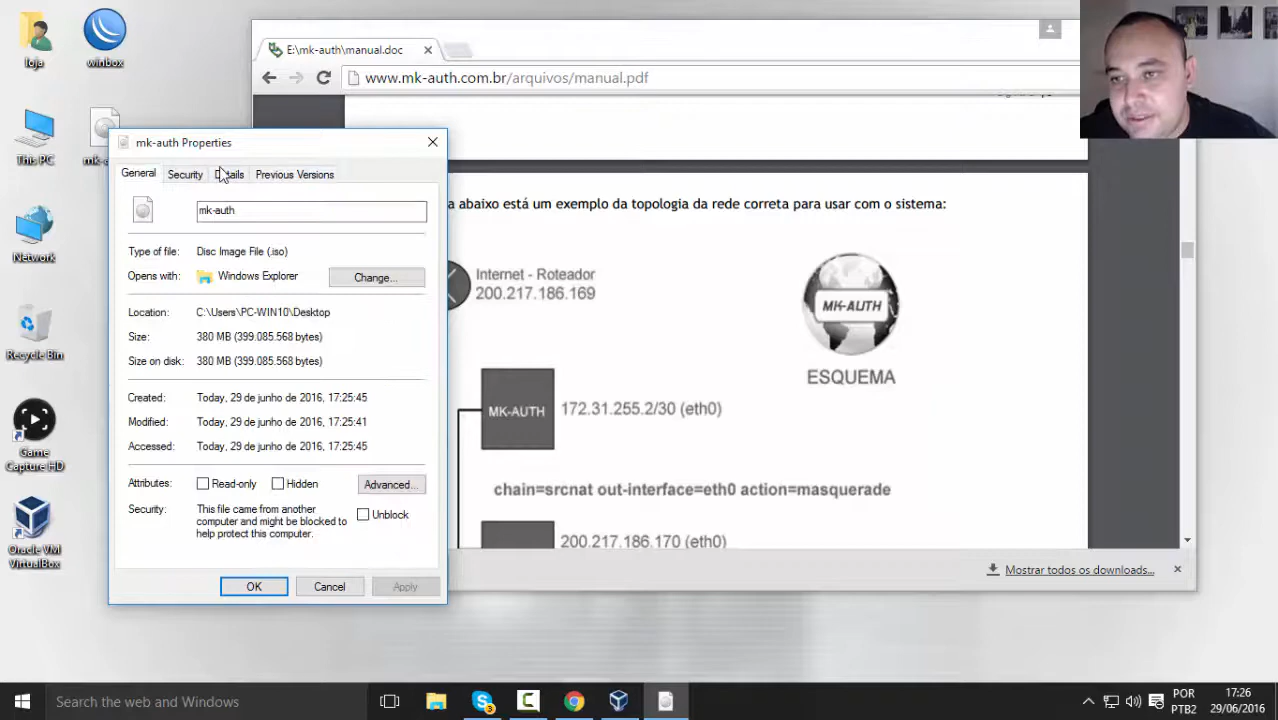 loja
winbox
This PC
mk-a
Network
Recycle Bin
Game
Capture HD
Oracle VM
VirtualBox
E:\mk-auth\manual.doc
www.mk-auth.com.br/arquivos/manual.pdf
mk-auth Properties
General
Security
Details
Previous Versions
mk-auth
Type of file:
Disc Image File (.iso)
Opens with:
Windows Explorer
Change...
Location:
C:\Users\PC-WIN10\Desktop
Size:
380 MB (399.085.568 bytes)
Size on disk:
380 MB (399.085.568 bytes)
Created:
Today, 29 de junho de 2016, 17:25:45
Modified:
Today, 29 de junho de 2016, 17:25:41
Accessed:
Today, 29 de junho de 2016, 17:25:45
Attributes:
Read-only
Hidden
Advanced...
Security:
This file came from another
computer and might be blocked to
help protect this computer.
Unblock
OK
Cancel
Apply
a abaixo está um exemplo da topologia da rede correta para usar com o sistema:
Internet - Roteador
200.217.186.169
MK-AUTH
ESQUEMA
MK-AUTH
172.31.255.2/30 (eth0)
chain=srcnat out-interface=eth0 action=masquerade
200.217.186.170 (eth0)
Mostrar todos os downloads...
Search the web and Windows
POR
PTB2
17:26
29/06/2016